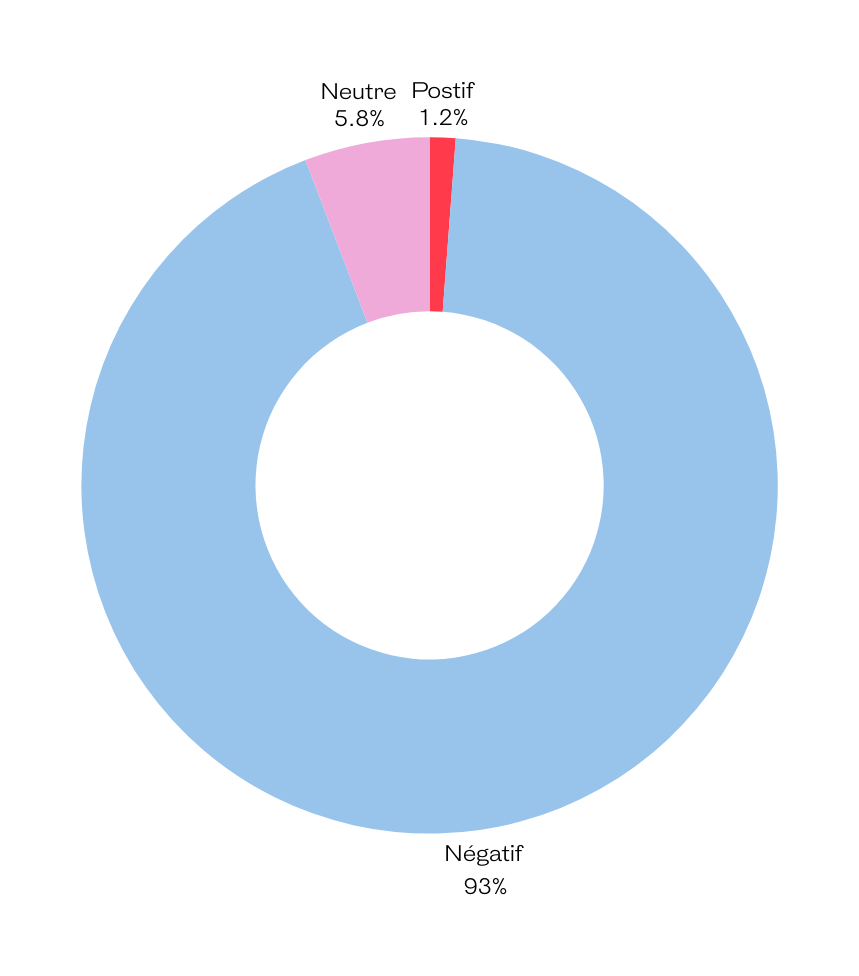 Neutre
5.8%
Postif
1.2%
Négatif
93%